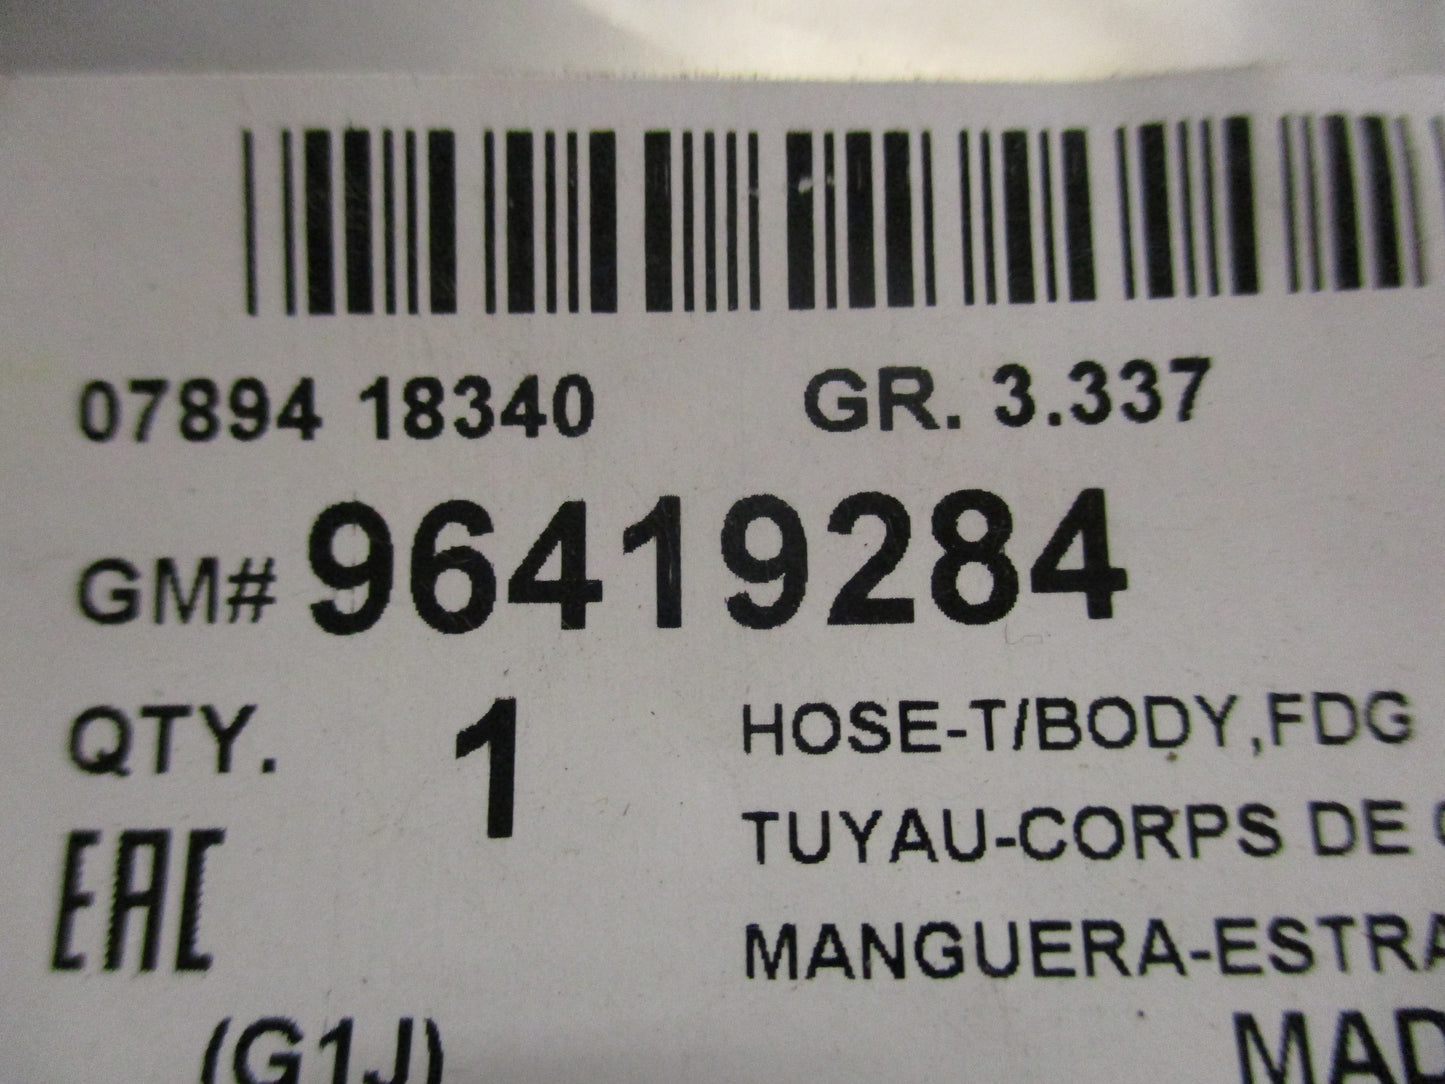 07894 18340 GR. 3.337
GM# 96419284
QTY. 1 HOSE-T/BODY,FDG
TUYAU-CORPS DE
EAC
MANGUERA-ESTRA
(G1J) MAD